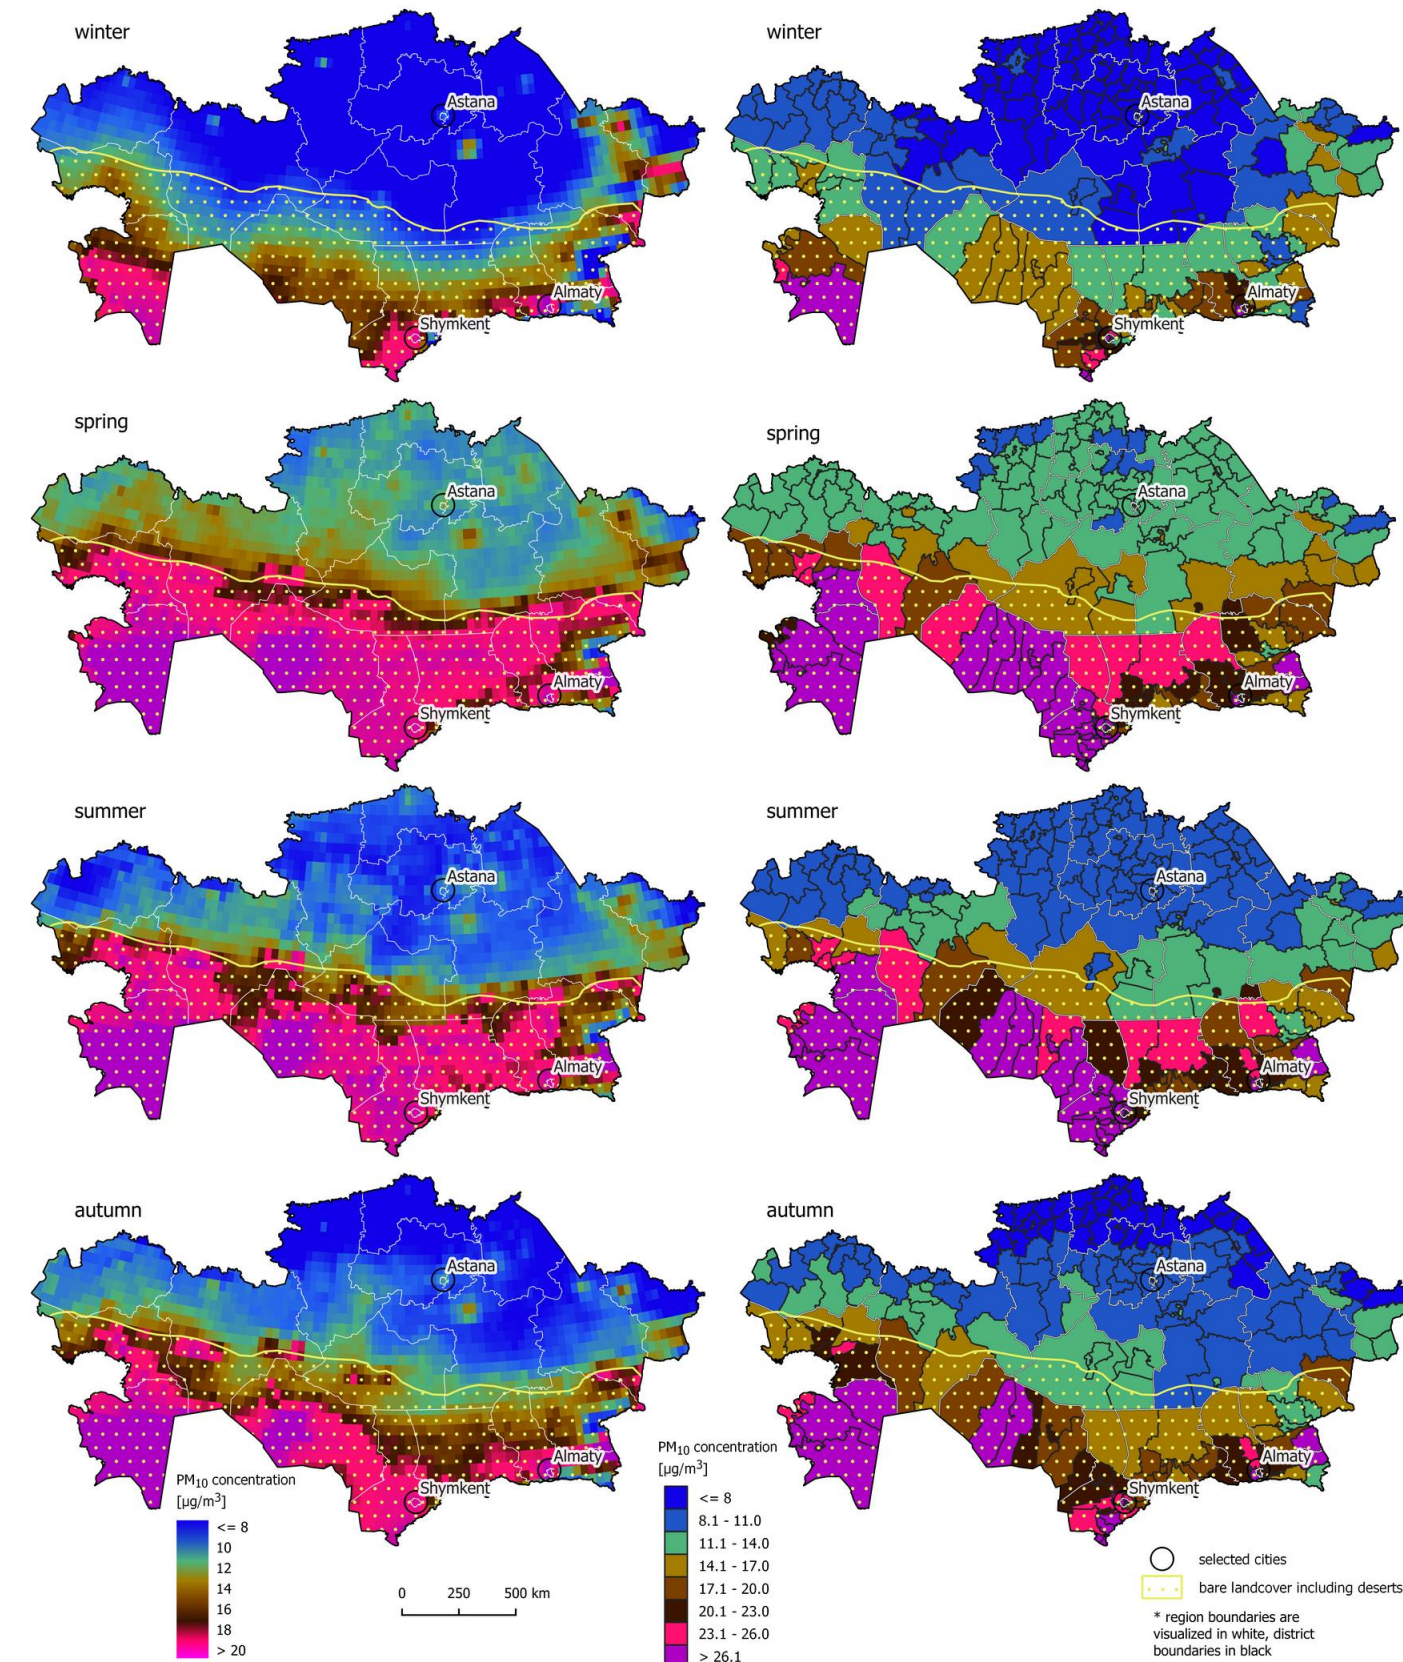 winter
Astana
Almaty
Shymkent
winter
Astana
Almaty
Shymkent
spring
Astana
Almaty
Shymkent
spring
Astana
Almaty
Shymkent
summer
Astana
Almaty
Shymkent
summer
Astana
Almaty
Shymkent
autumn
Astana
Almaty
Shymkent
autumn
Astana
Almaty
Shymkent
PM10 concentration
[µg/m³]
<= 8
10
12
14
16
18
> 20
0 250 500 km
PM10 concentration
[µg/m³]
<= 8
8.1 - 11.0
11.1 - 14.0
14.1 - 17.0
17.1 - 20.0
20.1 - 23.0
23.1 - 26.0
> 26.1
selected cities
bare landcover including deserts
* region boundaries are
visualized in white, district
boundaries in black